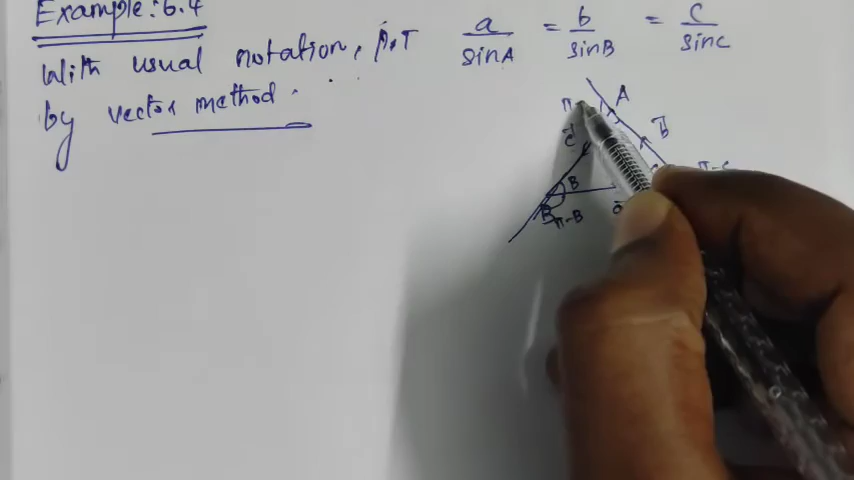 Example: 6.4
With usual notation, P.T a/sinA = b/sinB = c/sinC
by vector method.
A
π
c̄ b̄
B π-c
B π-B